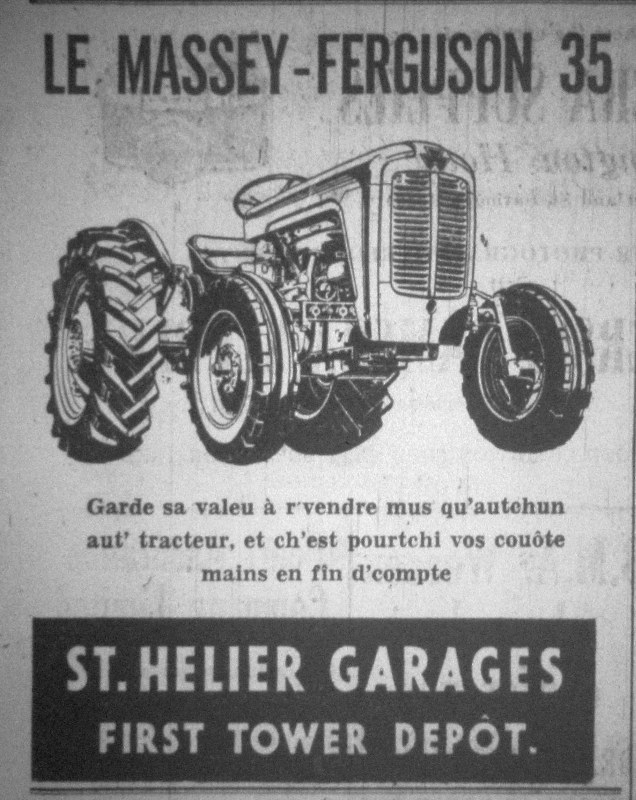 LE MASSEY-FERGUSON 35
Garde sa valeu à r'vendre mus qu'autchun
aut' tracteur, et ch'est pourtchi vos couôte
mains en fin d'compte
ST. HELIER GARAGES
FIRST TOWER DEPÔT.